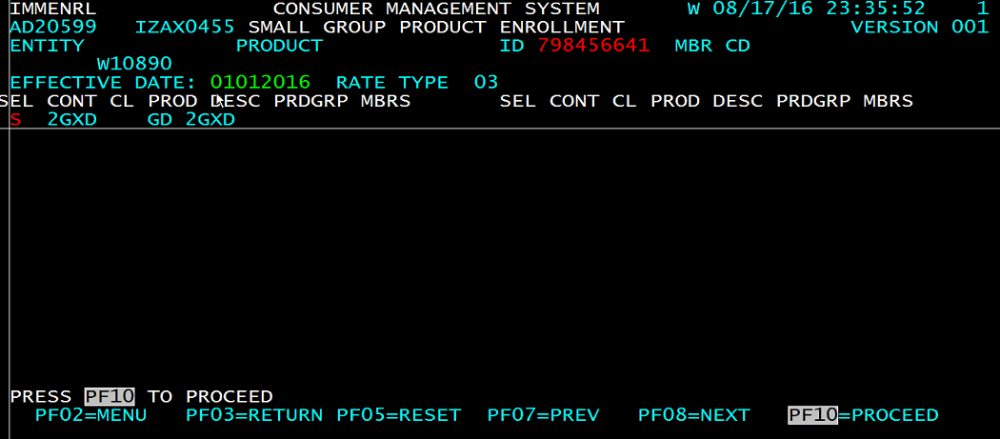 IMMENRL CONSUMER MANAGEMENT SYSTEM W 08/17/16 23:35:52 1
AD20599 IZAX0455 SMALL GROUP PRODUCT ENROLLMENT VERSION 001
ENTITY PRODUCT ID 798456641 MBR CD
W10890
EFFECTIVE DATE: 01012016 RATE TYPE 03
SEL CONT CL PROD DESC PRDGRP MBRS SEL CONT CL PROD DESC PRDGRP MBRS
S 2GXD GD 2GXD
PRESS PF10 TO PROCEED
PF02=MENU PF03=RETURN PF05=RESET PF07=PREV PF08=NEXT PF10=PROCEED